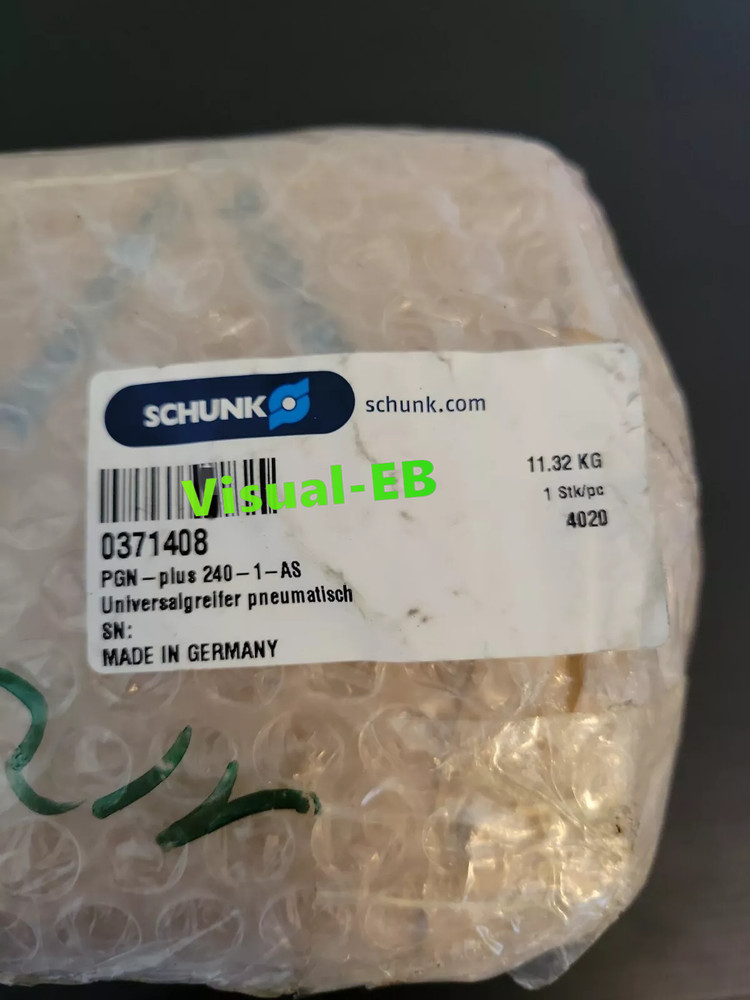 SCHUNK
schunk.com
Visual-EB
11.32 KG
1 Stk/pc
4020
0371408
PGN-plus 240-1-AS
Universalgreifer pneumatisch
SN:
MADE IN GERMANY